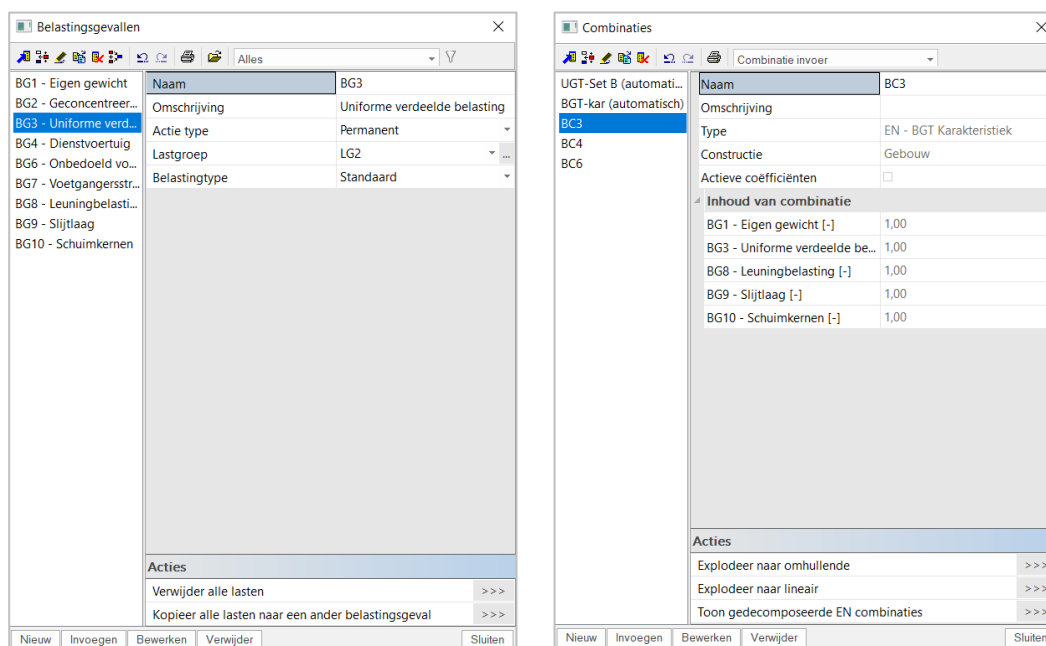 Belastingsgevallen
Alles
BG1 - Eigen gewicht
BG2 - Geconcentreer...
BG3 - Uniforme verd...
BG4 - Dienstvoertuig
BG6 - Onbedoeld vo...
BG7 - Voetgangersstr...
BG8 - Leuningbelasti...
BG9 - Slijtlaag
BG10 - Schuimkernen
Naam BG3
Omschrijving Uniforme verdeelde belasting
Actie type Permanent
Lastgroep LG2 ...
Belastingtype Standaard
Acties
Verwijder alle lasten >>>
Kopieer alle lasten naar een ander belastingsgeval >>>
Nieuw Invoegen Bewerken Verwijder Sluiten
Combinaties
Combinatie invoer
UGT-Set B (automati...
BGT-kar (automatisch)
BC3
BC4
BC6
Naam BC3
Omschrijving
Type EN - BGT Karakteristiek
Constructie Gebouw
Actieve coëfficiënten
Inhoud van combinatie
BG1 - Eigen gewicht [-] 1,00
BG3 - Uniforme verdeelde be... 1,00
BG8 - Leuningbelasting [-] 1,00
BG9 - Slijtlaag [-] 1,00
BG10 - Schuimkernen [-] 1,00
Acties
Explodeer naar omhullende >>>
Explodeer naar lineair >>>
Toon gedecomposeerde EN combinaties >>>
Nieuw Invoegen Bewerken Verwijder Sluiten